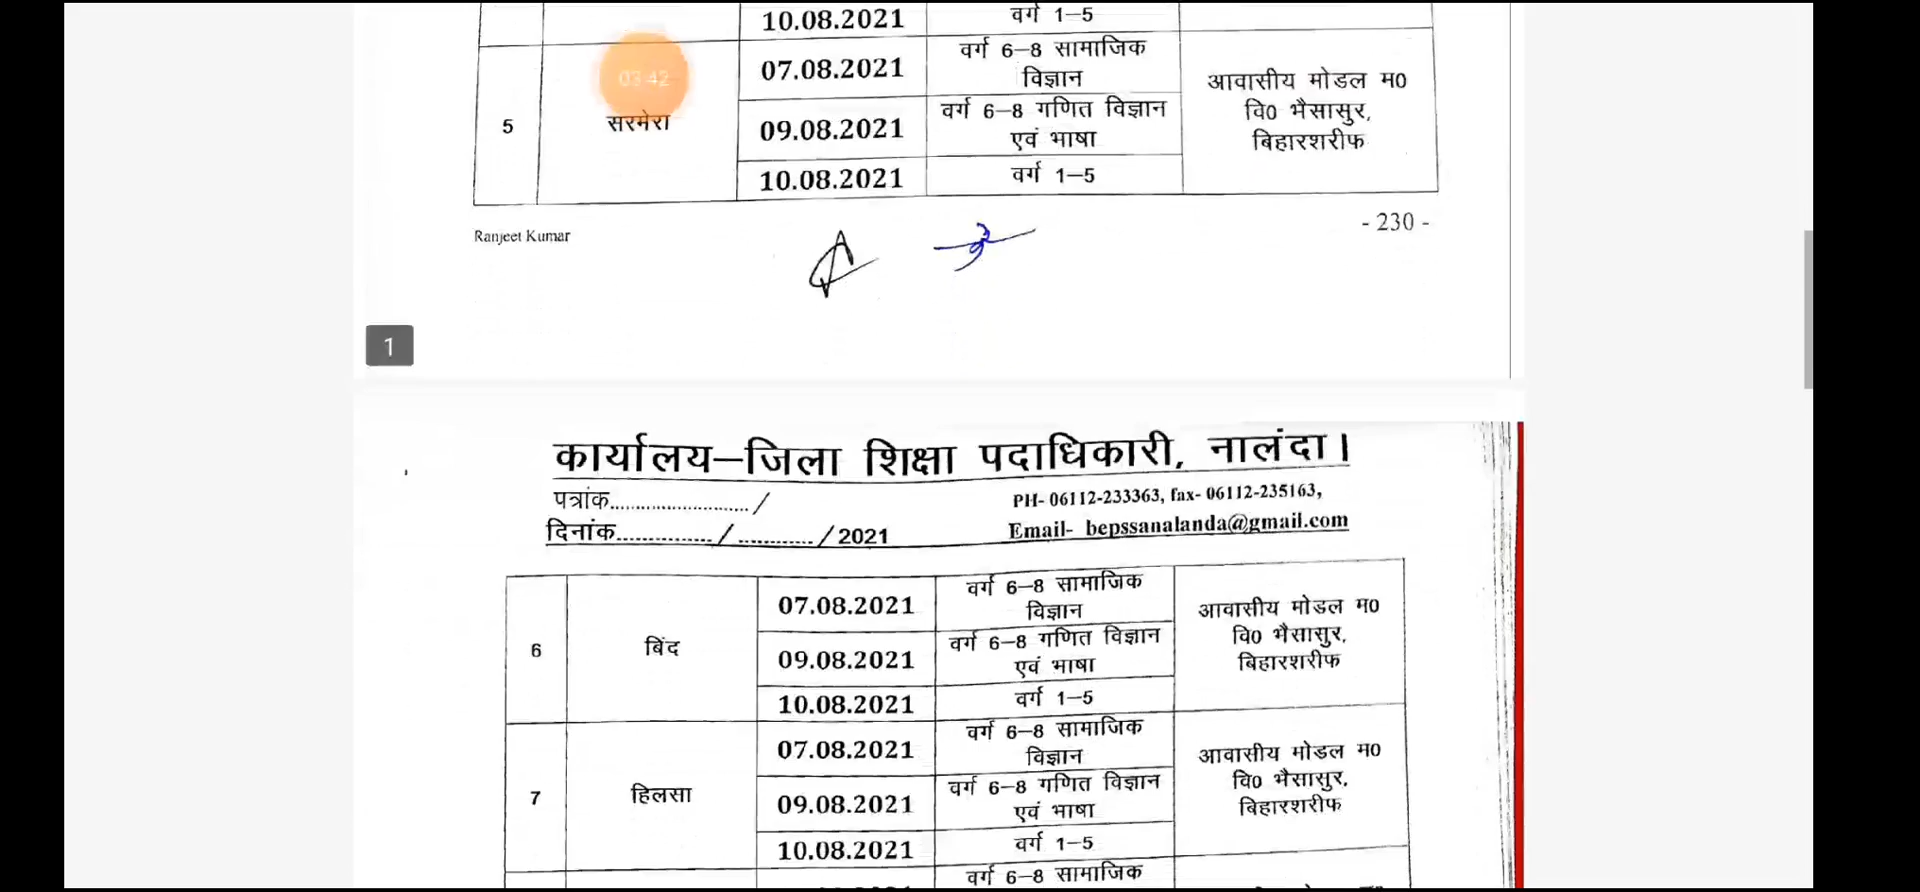 10.08.2021 वर्ग 1–5
5 सरमेरा 07.08.2021 वर्ग 6–8 सामाजिक
विज्ञान
आवासीय मोडल म0
वि0 भैसासुर,
बिहारशरीफ
09.08.2021 वर्ग 6–8 गणित विज्ञान
एवं भाषा
10.08.2021 वर्ग 1–5
03:42
Ranjeet Kumar
- 230 -
1
कार्यालय–जिला शिक्षा पदाधिकारी, नालंदा।
पत्रांक......................../
PH- 06112-233363, fax- 06112-235163,
दिनांक............../ .........../ 2021
Email- bepssanalanda@gmail.com
6 बिंद 07.08.2021 वर्ग 6–8 सामाजिक
विज्ञान
आवासीय मोडल म0
वि0 भैसासुर,
बिहारशरीफ
09.08.2021 वर्ग 6–8 गणित विज्ञान
एवं भाषा
10.08.2021 वर्ग 1–5
7 हिलसा 07.08.2021 वर्ग 6–8 सामाजिक
विज्ञान
आवासीय मोडल म0
वि0 भैसासुर,
बिहारशरीफ
09.08.2021 वर्ग 6–8 गणित विज्ञान
एवं भाषा
10.08.2021 वर्ग 1–5
वर्ग 6–8 सामाजिक